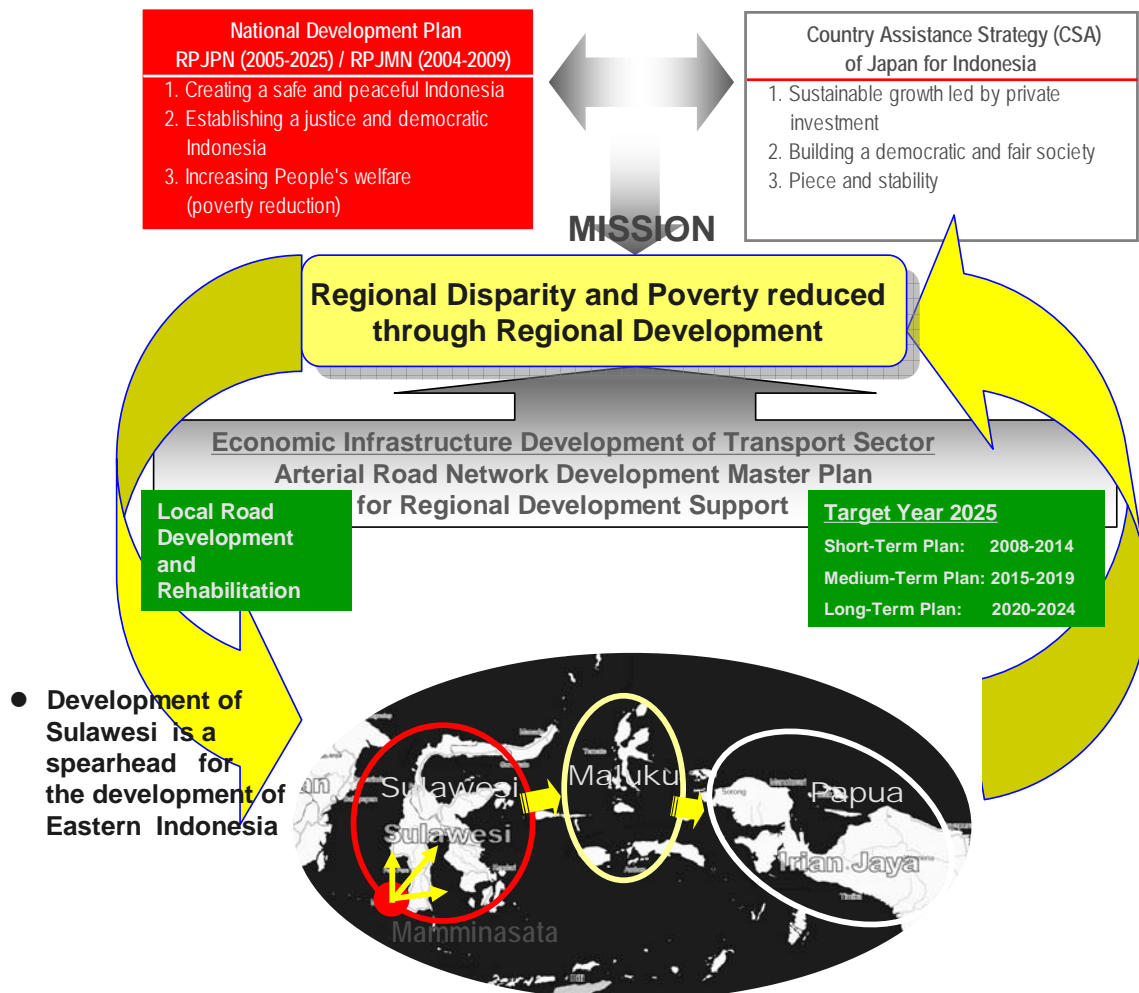 National Development Plan
RPJPN (2005-2025) / RPJMN (2004-2009)
1. Creating a safe and peaceful Indonesia
2. Establishing a justice and democratic
Indonesia
3. Increasing People's welfare
(poverty reduction)
Country Assistance Strategy (CSA)
of Japan for Indonesia
1. Sustainable growth led by private
investment
2. Building a democratic and fair society
3. Piece and stability
MISSION
Regional Disparity and Poverty reduced
through Regional Development
Economic Infrastructure Development of Transport Sector
Arterial Road Network Development Master Plan
for Regional Development Support
Local Road
Development
and
Rehabilitation
Target Year 2025
Short-Term Plan: 2008-2014
Medium-Term Plan: 2015-2019
Long-Term Plan: 2020-2024
● Development of
Sulawesi is a
spearhead for
the development of
Eastern Indonesia
Sulawesi
Maluku
Papua
Sorong
Manokwari
Ternate
an
Sulawesi
Irian Jaya
Mamminasata